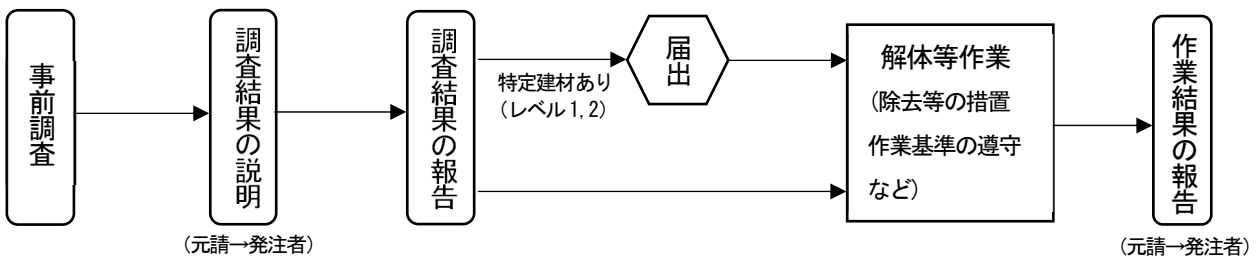 事前調査
調査結果の説明
(元請→発注者)
調査結果の報告
特定建材あり
(レベル1,2)
届出
解体等作業
(除去等の措置
作業基準の遵守
など)
作業結果の報告
(元請→発注者)